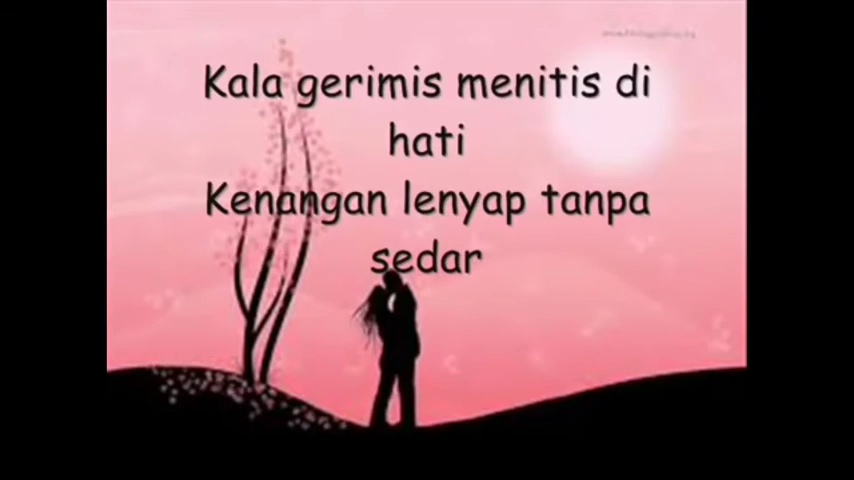 Kala gerimis menitis di
hati
Kenangan lenyap tanpa
sedar